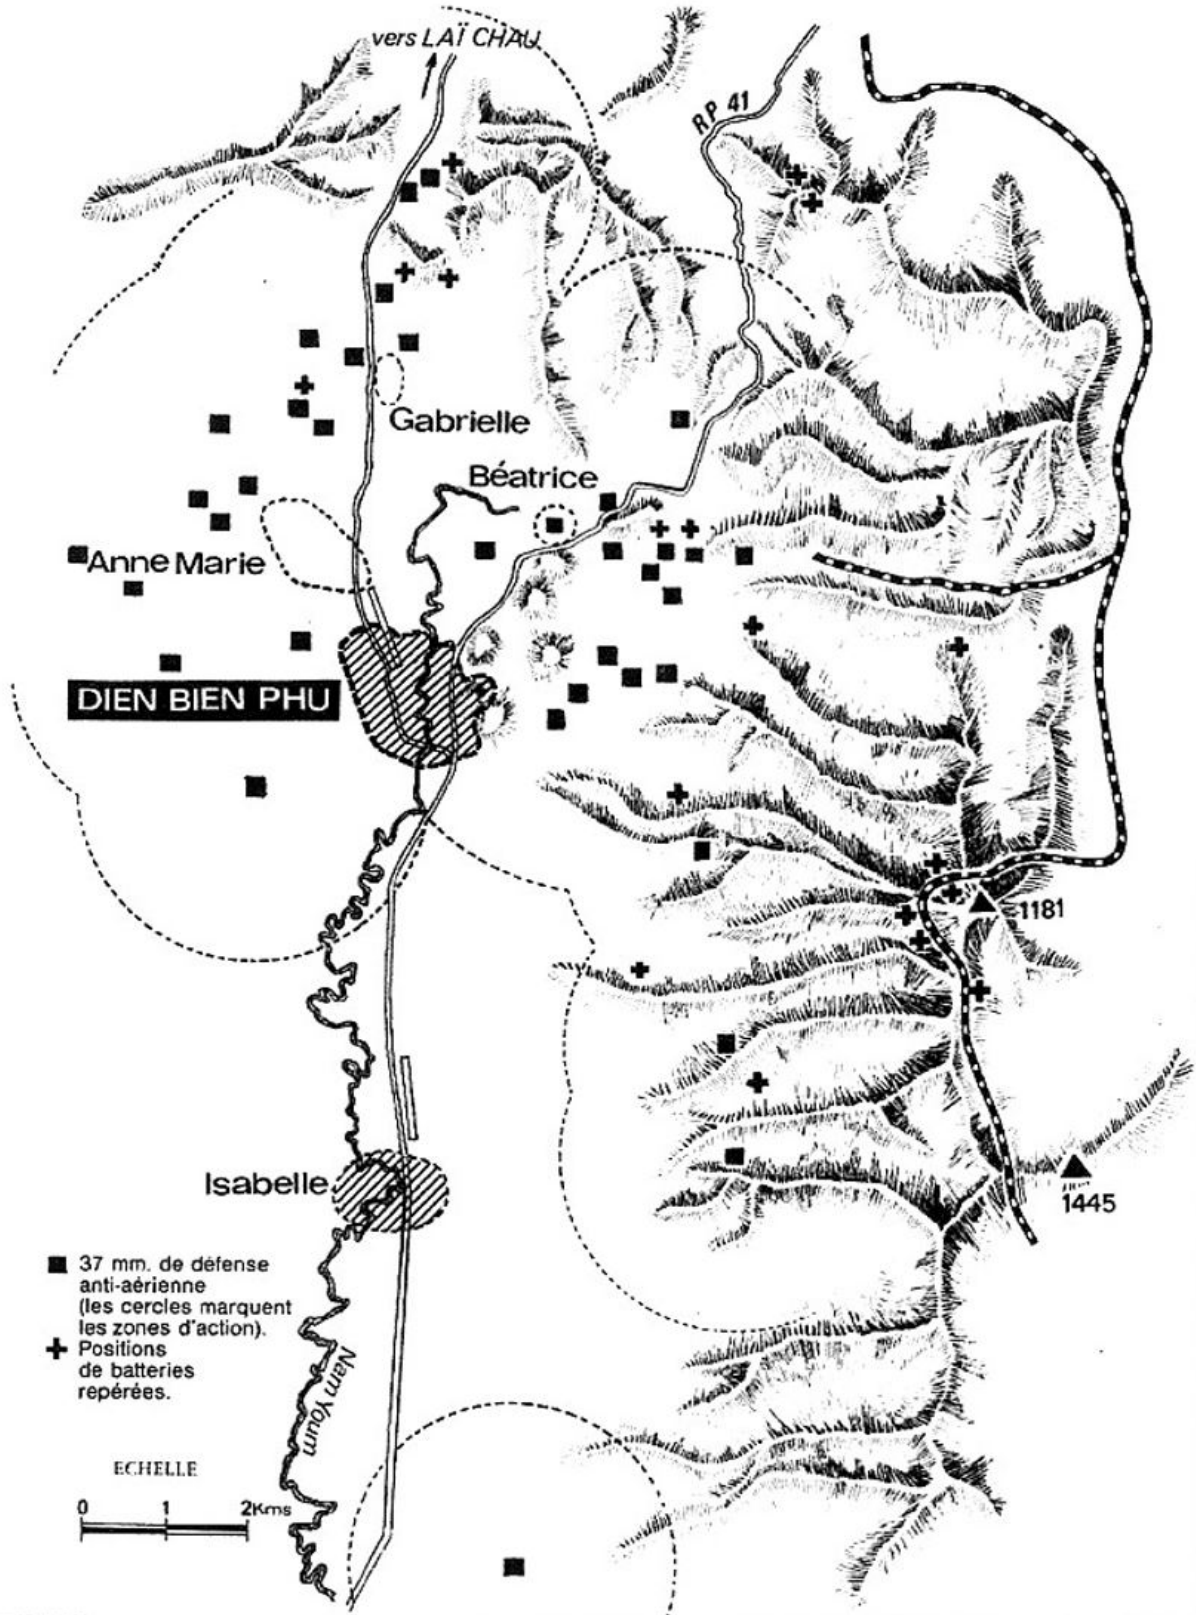 vers LAÏ CHAU
RP 41
Gabrielle
Béatrice
Anne Marie
DIEN BIEN PHU
1181
Isabelle
1445
37 mm. de défense
anti-aérienne
(les cercles marquent
les zones d'action).
Positions
de batteries
repérées.
Nam Youm
ECHELLE
0 1 2Kms